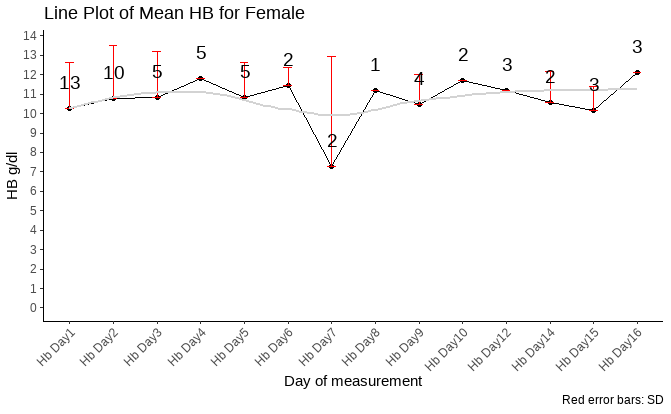 Line Plot of Mean HB for Female
HB g/dl
14
13
12
11
10
9
8
7
6
5
4
3
2
1
0
13
10
5
5
5
2
2
1
4
2
3
2
3
3
Hb Day1
Hb Day2
Hb Day3
Hb Day4
Hb Day5
Hb Day6
Hb Day7
Hb Day8
Hb Day9
Hb Day10
Hb Day12
Hb Day14
Hb Day15
Hb Day16
Day of measurement
Red error bars: SD